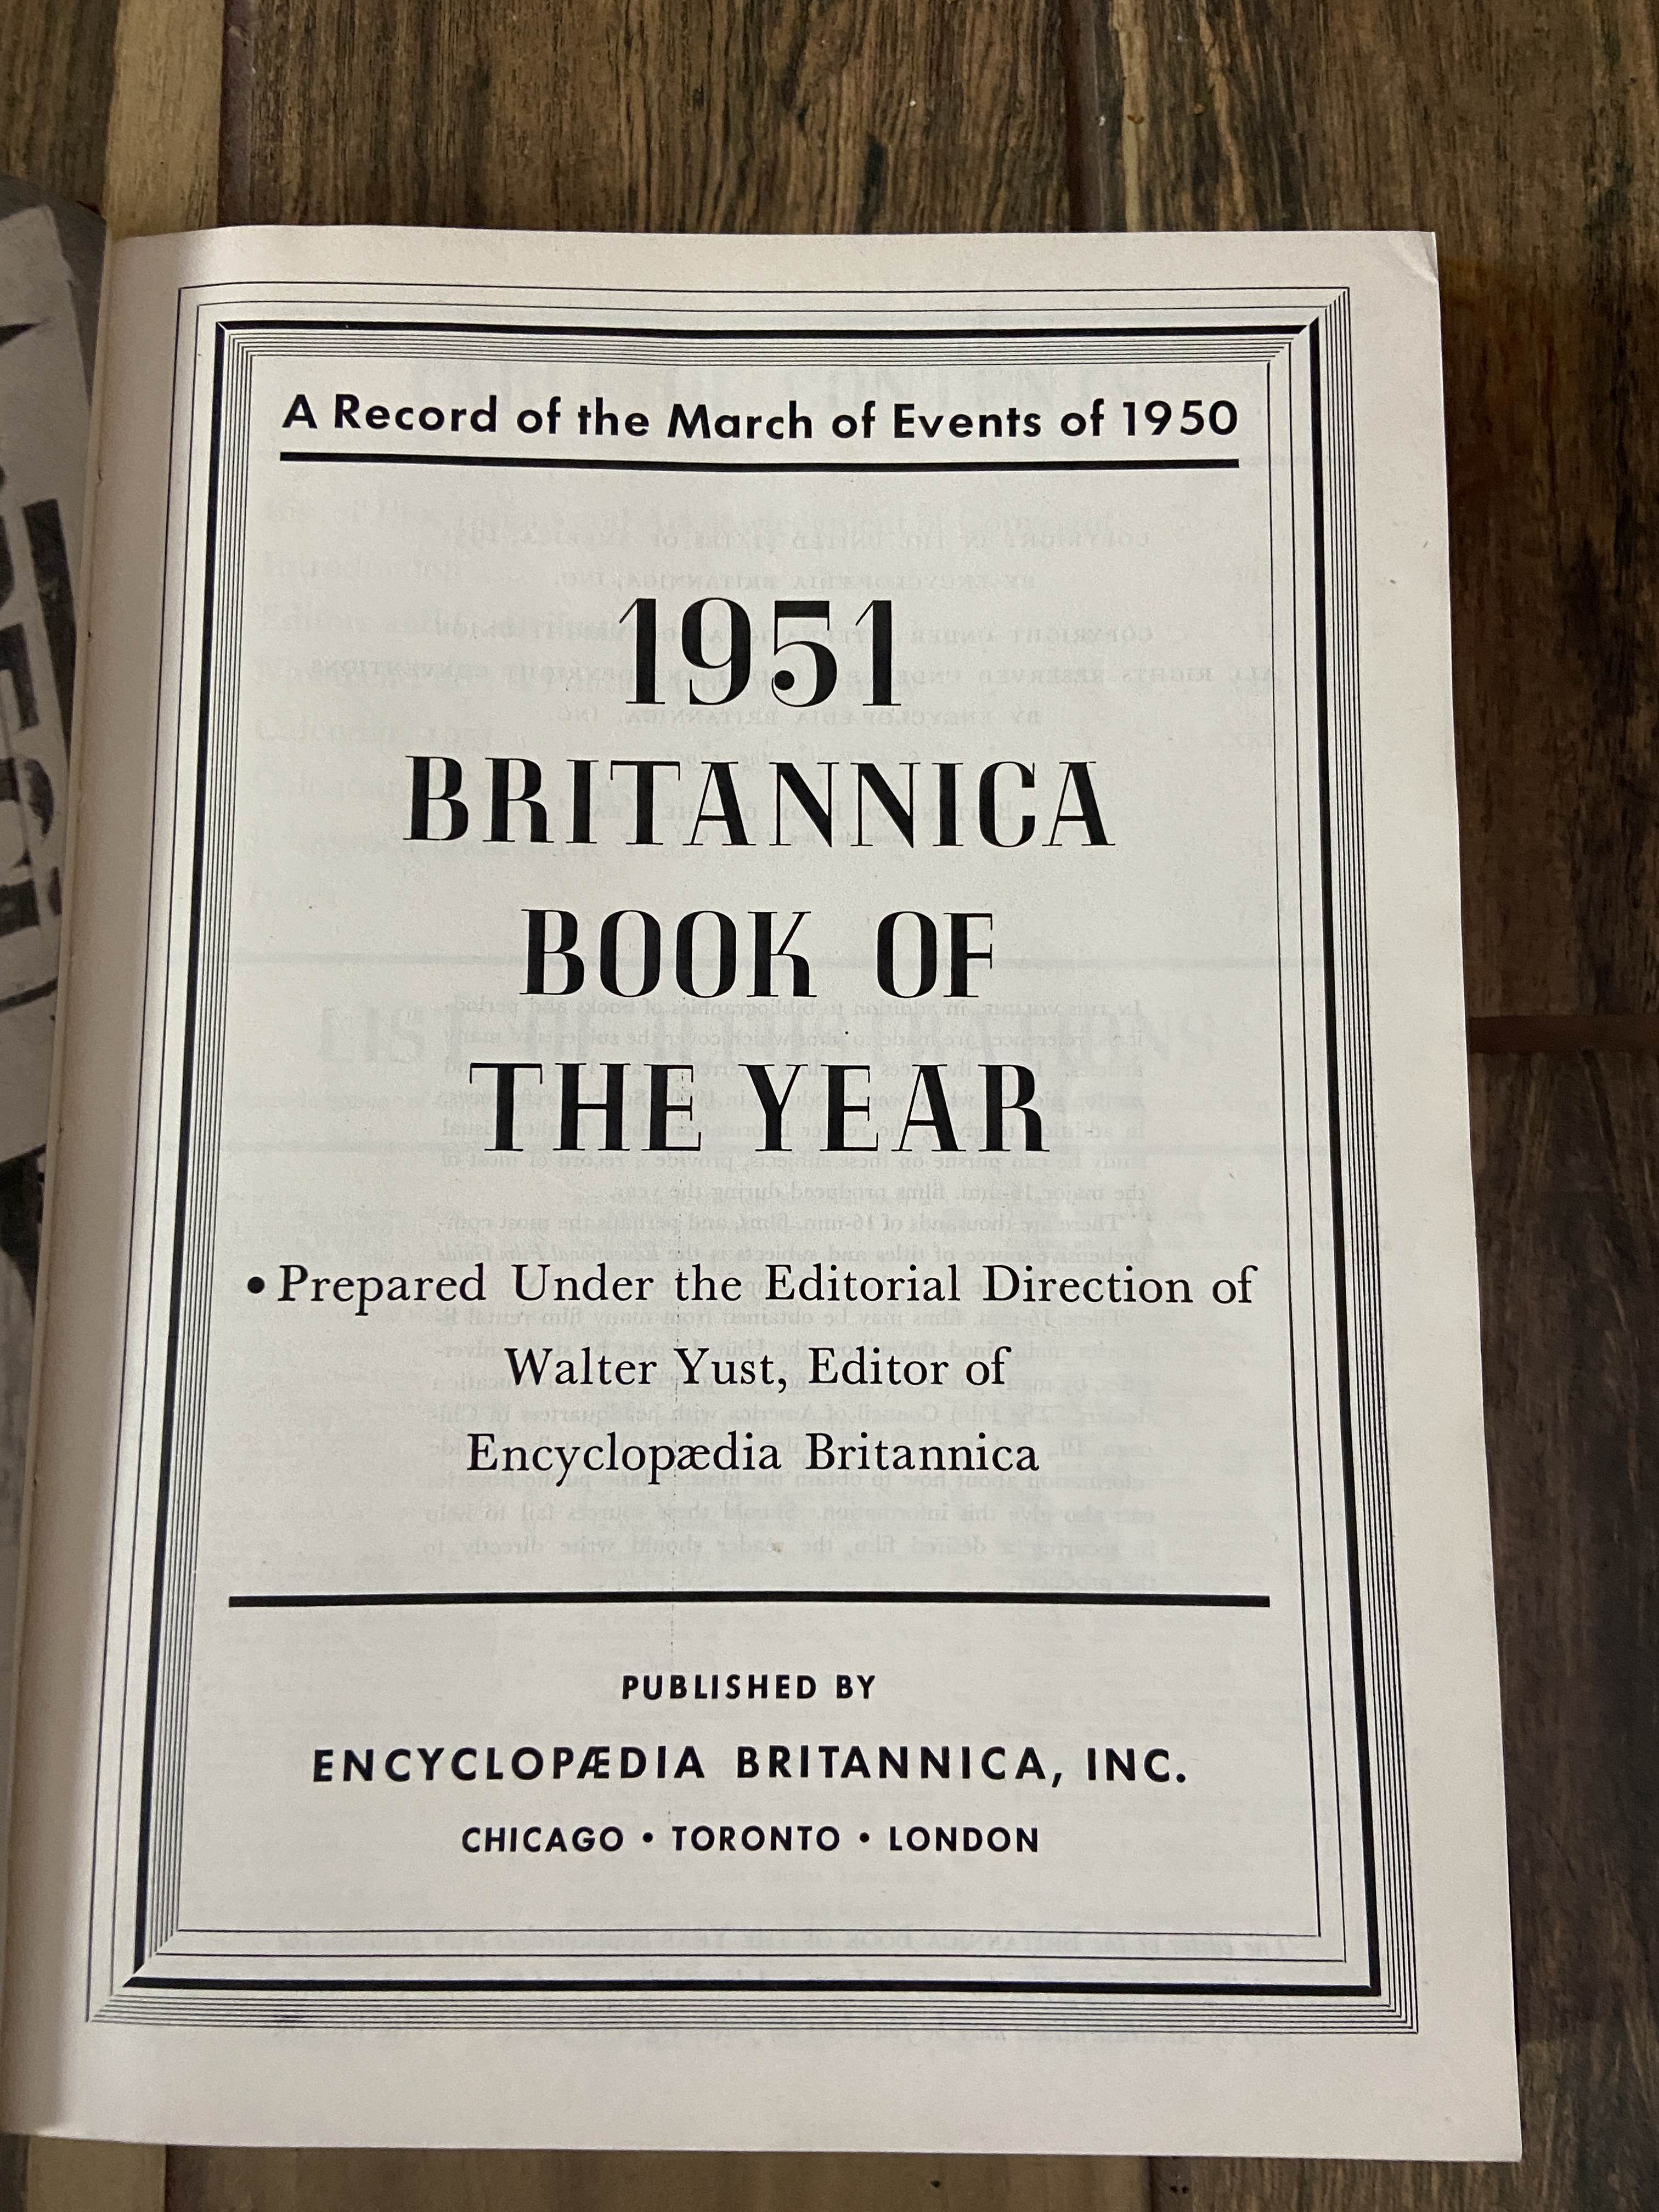 A Record of the March of Events of 1950
1951
BRITANNICA
BOOK OF
THE YEAR
• Prepared Under the Editorial Direction of
Walter Yust, Editor of
Encyclopædia Britannica
PUBLISHED BY
ENCYCLOPÆDIA BRITANNICA, INC.
CHICAGO • TORONTO • LONDON